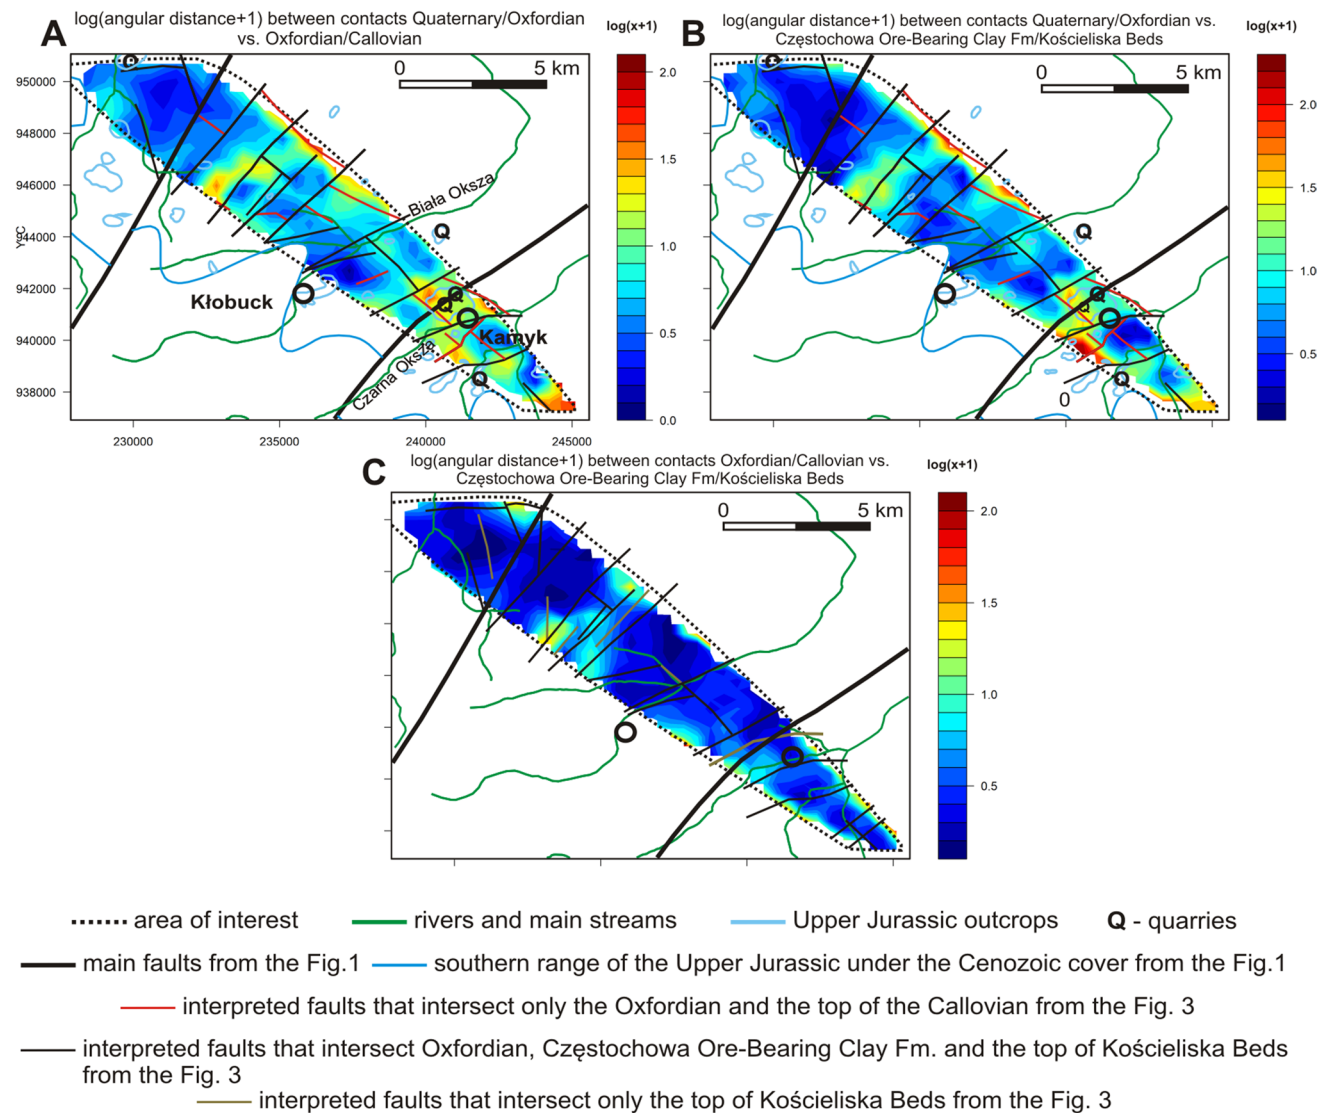 A
log(angular distance+1) between contacts Quaternary/Oxfordian
vs. Oxfordian/Callovian
log(x+1)
0 5 km
950000
948000
946000
944000
942000
940000
938000
230000 235000 240000 245000
2.0
1.5
1.0
0.5
0.0
Q
Biała Oksza
Q
Kłobuck
Q
Q
Kamyk
Czarna Oksza
Q
B
log(angular distance+1) between contacts Quaternary/Oxfordian vs.
Częstochowa Ore-Bearing Clay Fm/Kościeliska Beds
log(x+1)
0 5 km
2.0
1.5
1.0
0.5
Q
Q
Q
Q
Q
0
C
log(angular distance+1) between contacts Oxfordian/Callovian vs.
Częstochowa Ore-Bearing Clay Fm/Kościeliska Beds
log(x+1)
0 5 km
2.0
1.5
1.0
0.5
area of interest
rivers and main streams
Upper Jurassic outcrops
Q - quarries
main faults from the Fig.1
southern range of the Upper Jurassic under the Cenozoic cover from the Fig.1
interpreted faults that intersect only the Oxfordian and the top of the Callovian from the Fig. 3
interpreted faults that intersect Oxfordian, Częstochowa Ore-Bearing Clay Fm. and the top of Kościeliska Beds
from the Fig. 3
interpreted faults that intersect only the top of Kościeliska Beds from the Fig. 3